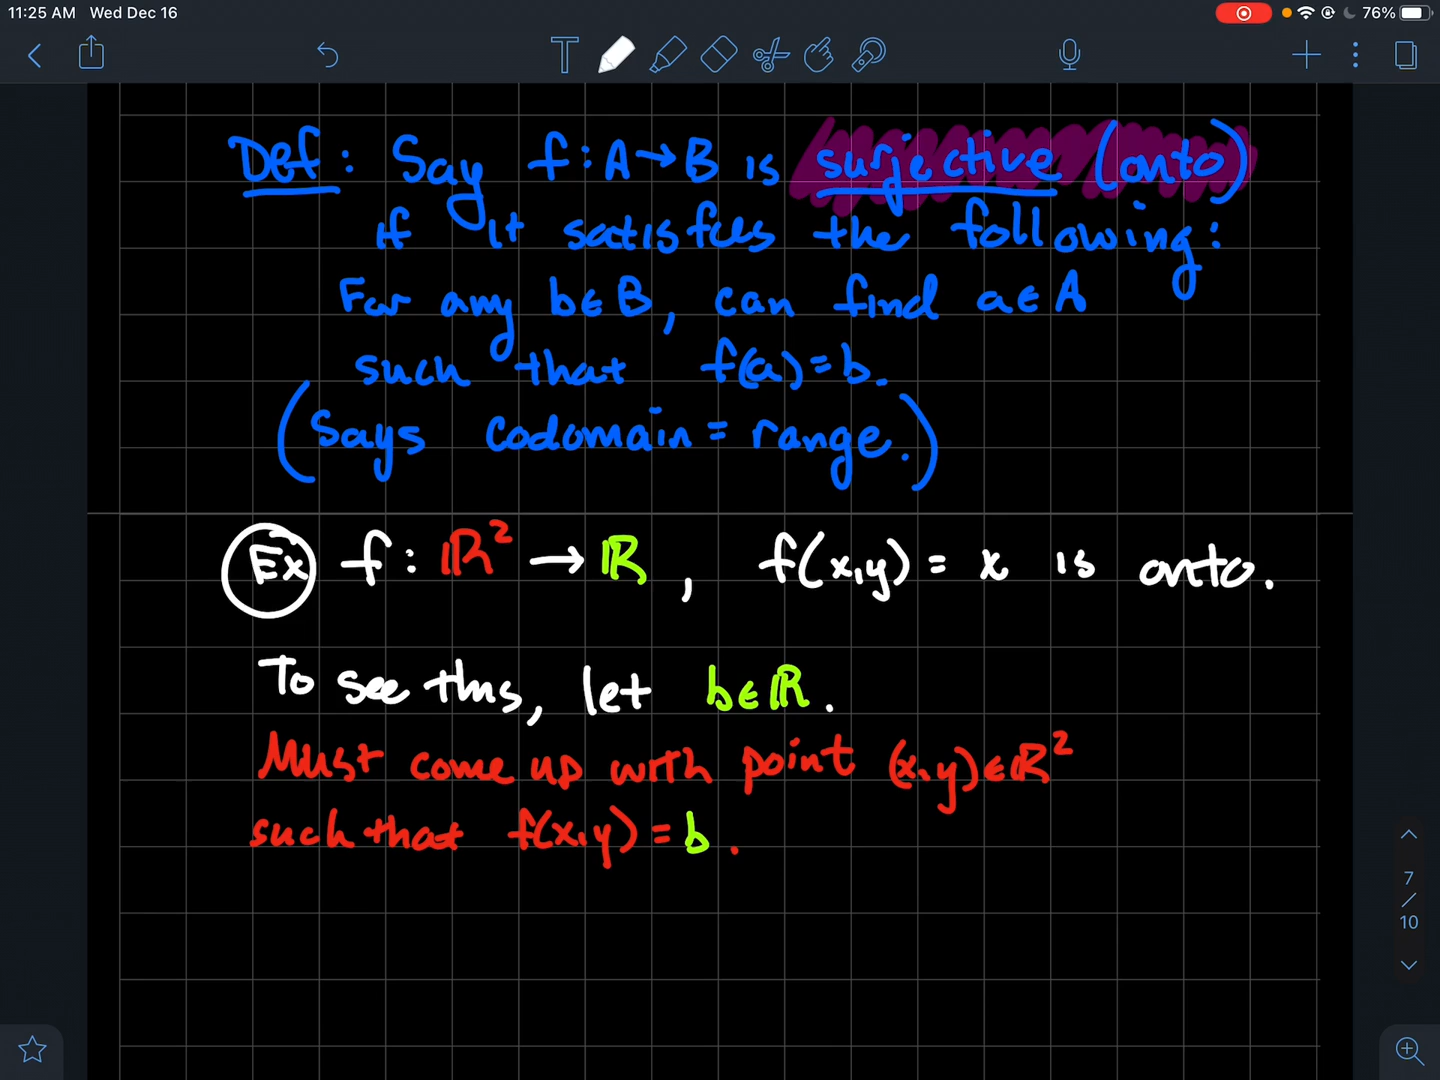 11:25 AM Wed Dec 16
76%
Def: Say f: A→B is surjective (onto)
if it satisfies the following:
For any b∈B, can find a∈A
such that f(a)=b.
(Says codomain = range.)
Ex f: ℝ² → ℝ, f(x,y) = x is onto.
To see this, let b∈ℝ.
Must come up with point (x,y)∈ℝ²
such that f(x,y) = b.
7
/
10